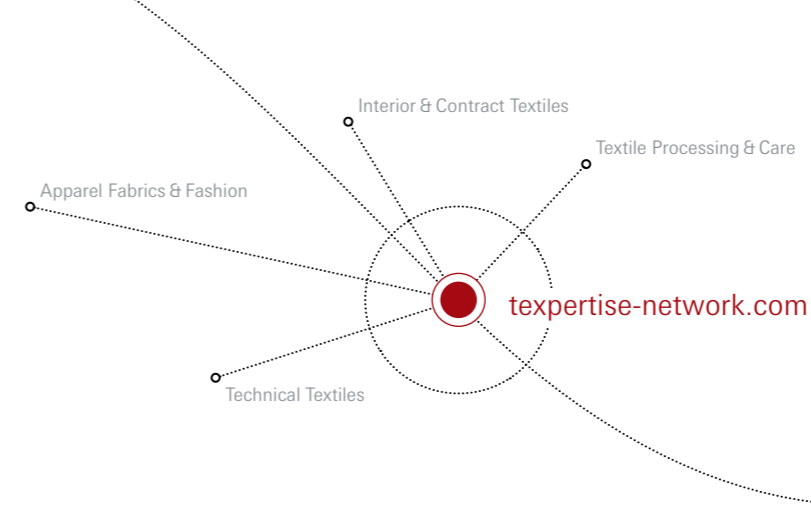 Interior & Contract Textiles
Textile Processing & Care
Apparel Fabrics & Fashion
texpertise-network.com
Technical Textiles